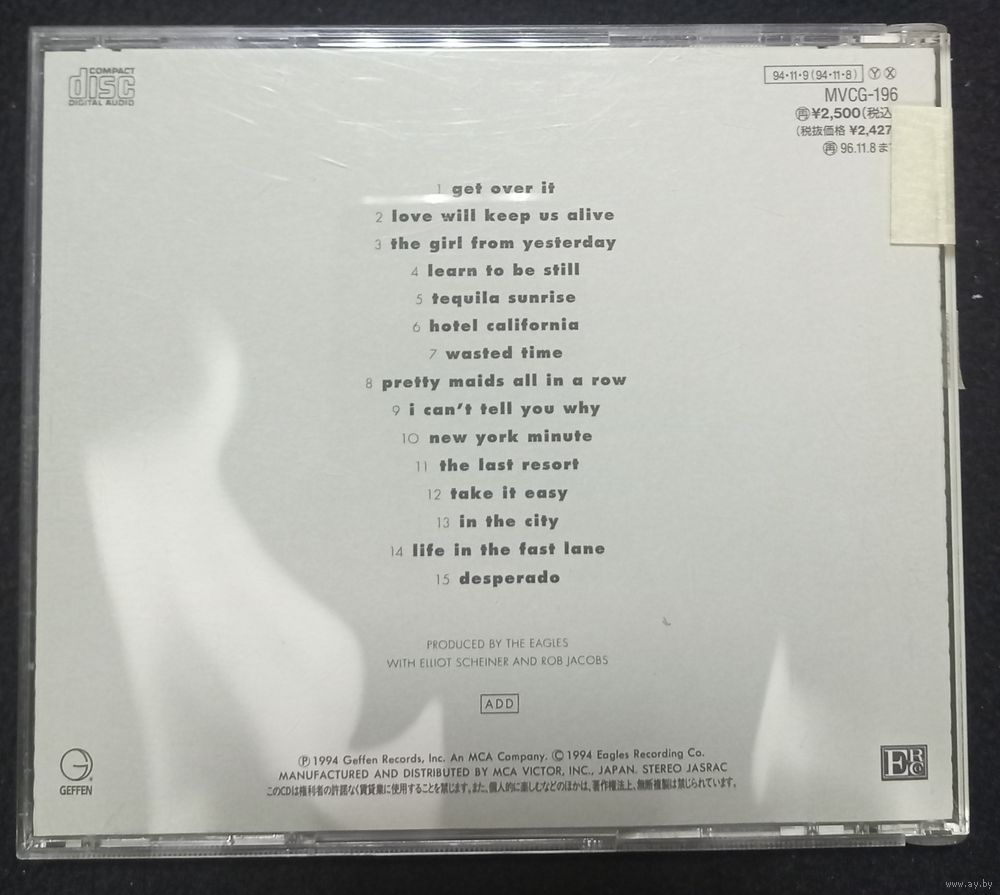 COMPACT
disc
DIGITAL AUDIO
94·11·9(94·11·8) Ⓨ Ⓧ
MVCG-196
再¥2,500(税込
(税抜価格 ¥2,427
再 96.11.8ま
1 get over it
2 love will keep us alive
3 the girl from yesterday
4 learn to be still
5 tequila sunrise
6 hotel california
7 wasted time
8 pretty maids all in a row
9 i can't tell you why
10 new york minute
11 the last resort
12 take it easy
13 in the city
14 life in the fast lane
15 desperado
PRODUCED BY THE EAGLES
WITH ELLIOT SCHEINER AND ROB JACOBS
ADD
Ⓟ 1994 Geffen Records, Inc. An MCA Company. © 1994 Eagles Recording Co.
MANUFACTURED AND DISTRIBUTED BY MCA VICTOR, INC., JAPAN. STEREO JASRAC
このCDは権利者の許諾なく賃貸業に使用することを禁じます。また、個人的に楽しむなどのほかは、著作権法上、無断複製は禁じられています。
GEFFEN
ERC
www.ay.by